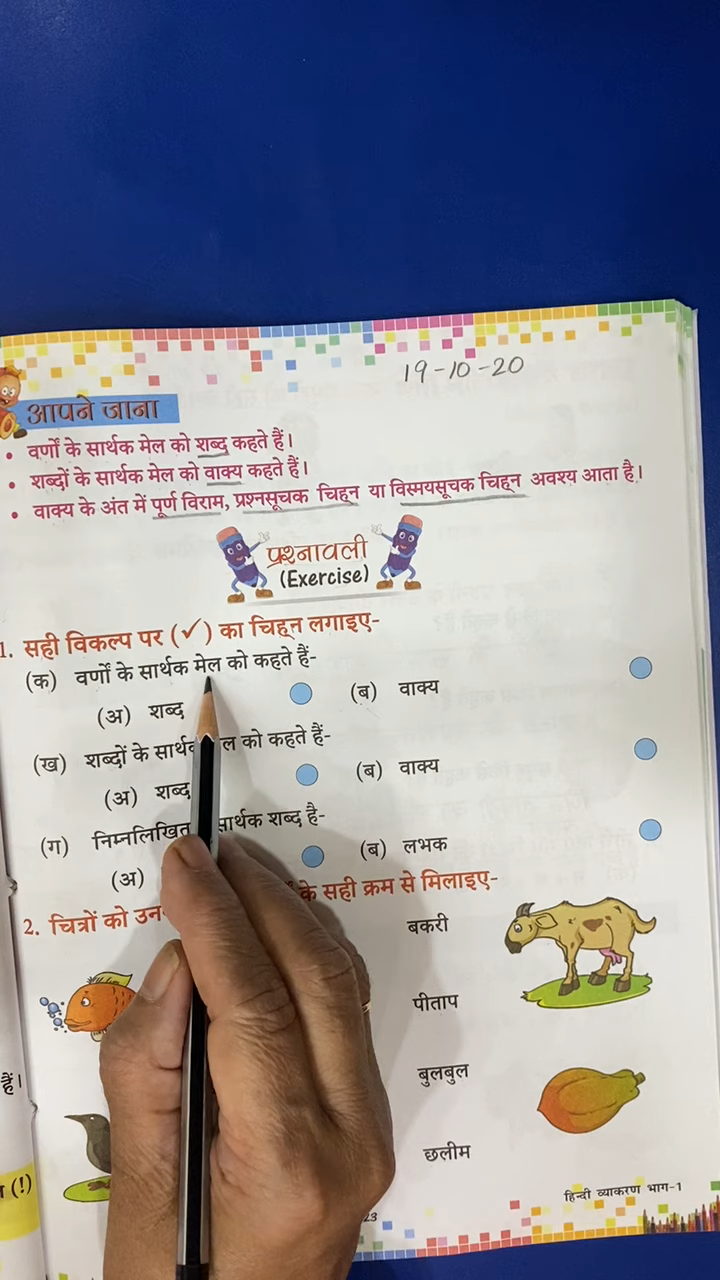 19-10-20
आपने जाना
• वर्णों के सार्थक मेल को शब्द कहते हैं।
• शब्दों के सार्थक मेल को वाक्य कहते हैं।
• वाक्य के अंत में पूर्ण विराम, प्रश्नसूचक चिह्न या विस्मयसूचक चिह्न अवश्य आता है।
प्रश्नावली
(Exercise)
1. सही विकल्प पर (✓) का चिह्न लगाइए-
(क) वर्णों के सार्थक मेल को कहते हैं-
(अ) शब्द (ब) वाक्य
(ख) शब्दों के सार्थ ल को कहते हैं-
(अ) शब्द (ब) वाक्य
(ग) निम्नलिखित सार्थक शब्द है-
(अ) (ब) लभक
2. चित्रों को उन के सही क्रम से मिलाइए-
बकरी
पीताप
बुलबुल
छलीम
हैं।
(!)
हिन्दी व्याकरण भाग-1
23